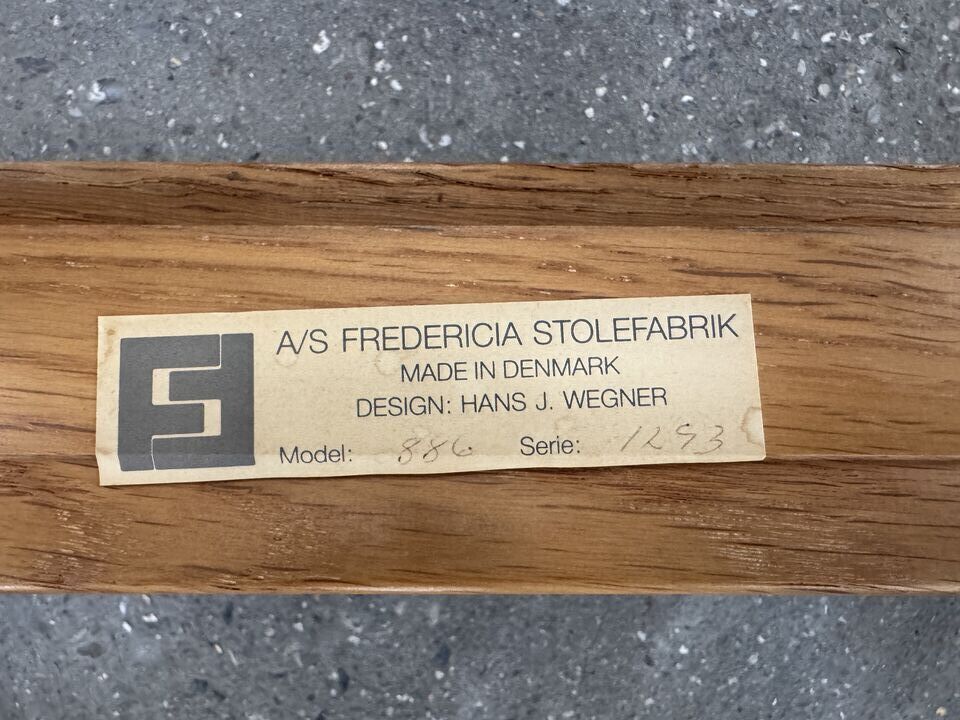 A/S FREDERICIA STOLEFABRIK
MADE IN DENMARK
DESIGN: HANS J. WEGNER
Model: 886 Serie: 1293